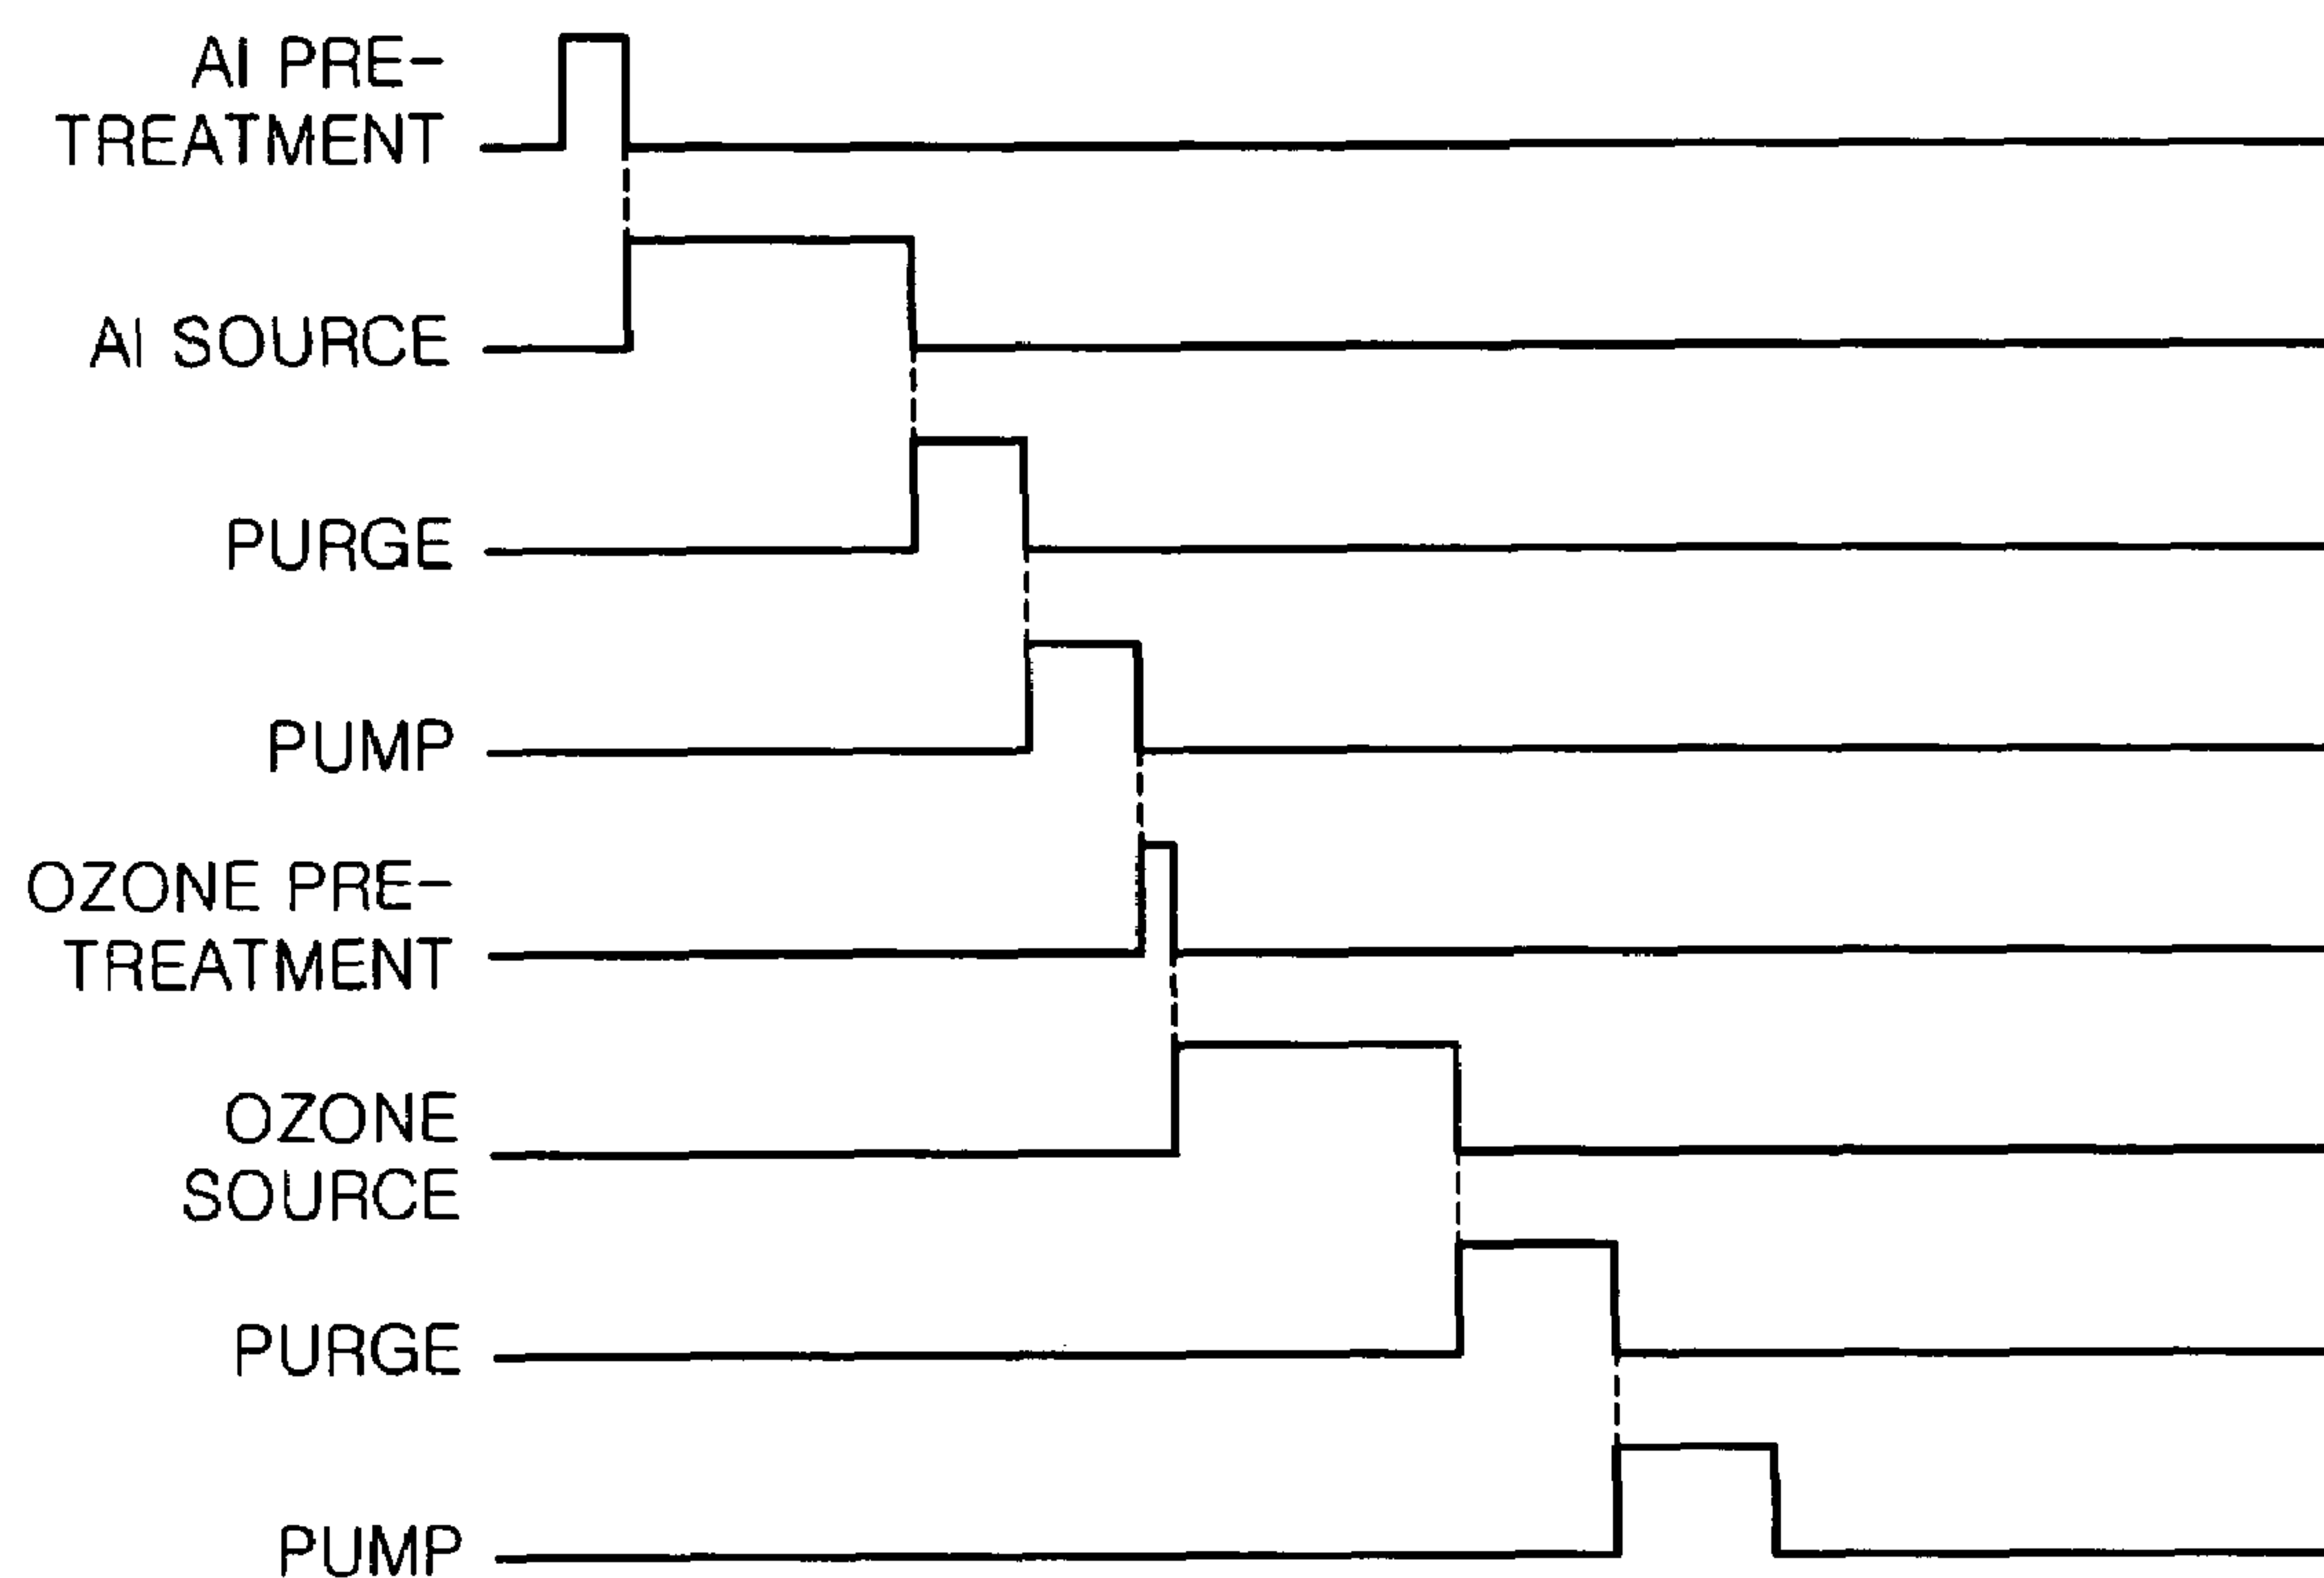 Al PRE-
TREATMENT
Al SOURCE
PURGE
PUMP
OZONE PRE-
TREATMENT
OZONE
SOURCE
PURGE
PUMP